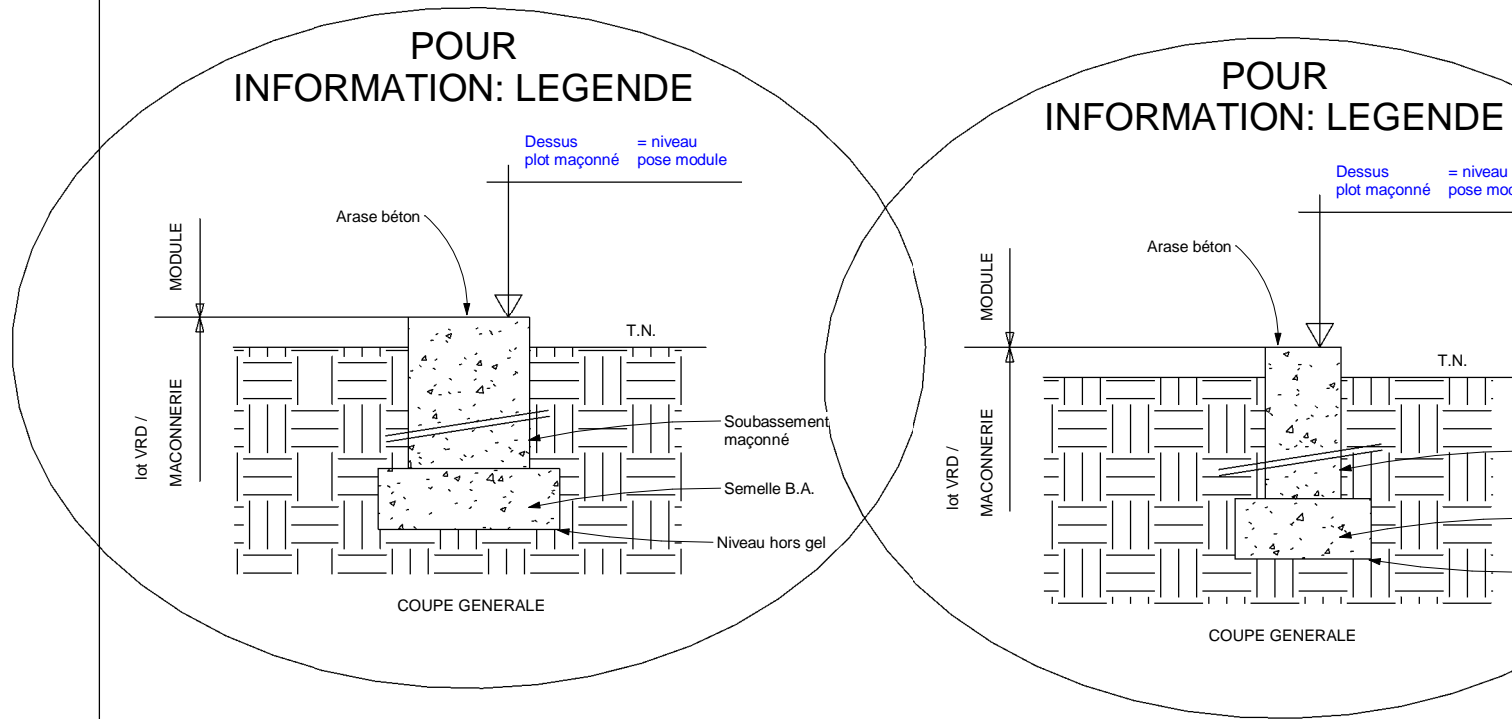 POUR
INFORMATION: LEGENDE
Dessus = niveau
plot maçonné pose module
Arase béton
MODULE
T.N.
lot VRD /
MACONNERIE
Soubassement
maçonné
Semelle B.A.
Niveau hors gel
COUPE GENERALE
POUR
INFORMATION: LEGENDE
Dessus = niveau
plot maçonné pose mod
Arase béton
MODULE
T.N.
lot VRD /
MACONNERIE
COUPE GENERALE